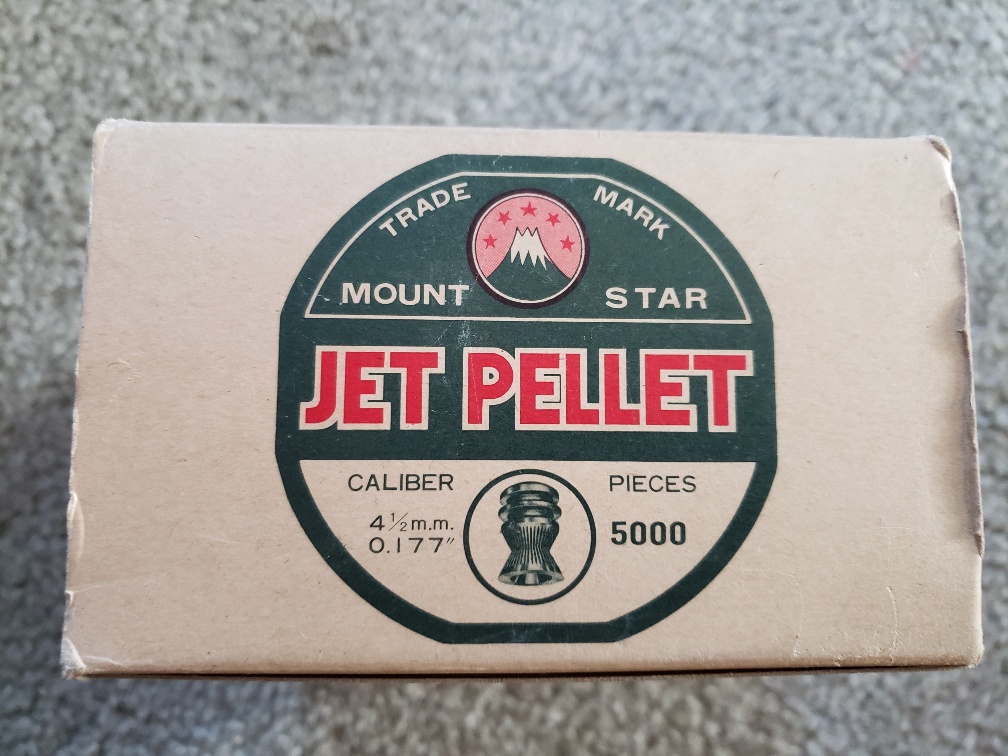 TRADE MARK
MOUNT STAR
JET PELLET
CALIBER PIECES
4½m.m. 5000
0.177"